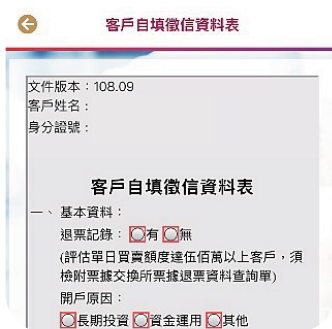 客戶自填徵信資料表
文件版本：108.09
客戶姓名：
身分證號：
客戶自填徵信資料表
一、基本資料：
退票記錄：◯有◯無
(評估單日買賣額度達伍佰萬以上客戶，須
檢附票據交換所票據退票資料查詢單)
開戶原因：
◯長期投資◯資金運用◯其他